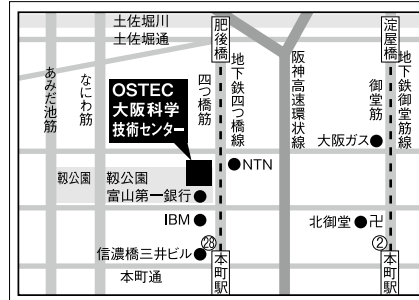 土佐堀川
土佐堀通
肥後橋
淀屋橋
あみだ池筋
なにわ筋
OSTEC
大阪科学
技術センター
四つ橋筋
地下鉄四つ橋線
阪神高速環状線
御堂筋
地下鉄御堂筋線
大阪ガス
NTN
靱公園
靱公園
富山第一銀行
IBM
北御堂
卍
信濃橋三井ビル
㉘
②
本町通
本町駅
本町駅